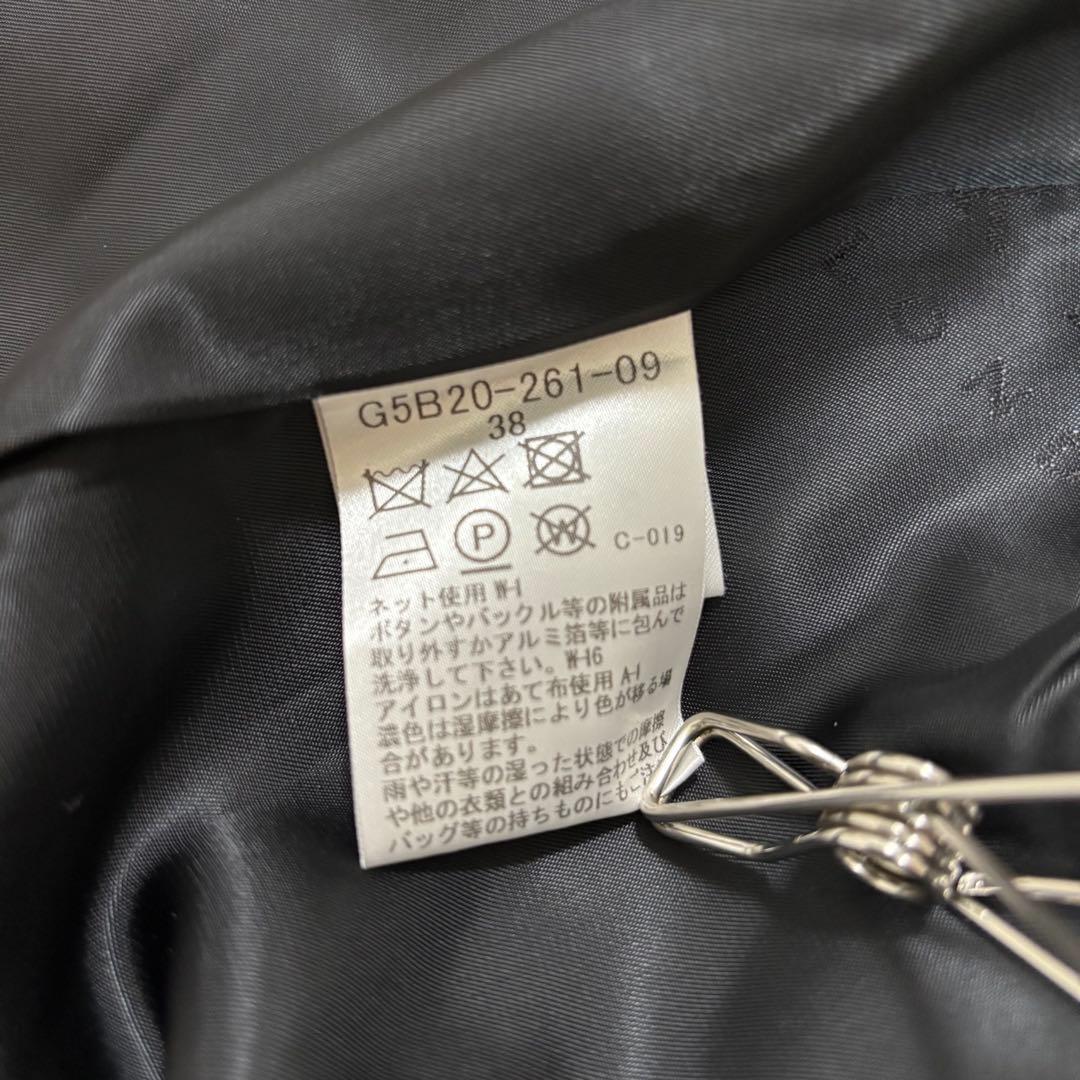 G5B20-261-09
38
P W C-019
ネット使用 W-1
ボタンやバックル等の附属品は
取り外すかアルミ箔等に包んで
洗浄して下さい。W-16
アイロンはあて布使用 A-1
濃色は湿摩擦により色が移る場
合があります。
雨や汗等の湿った状態での摩擦
や他の衣類との組み合わせ及び
バッグ等の持ちものにもご注